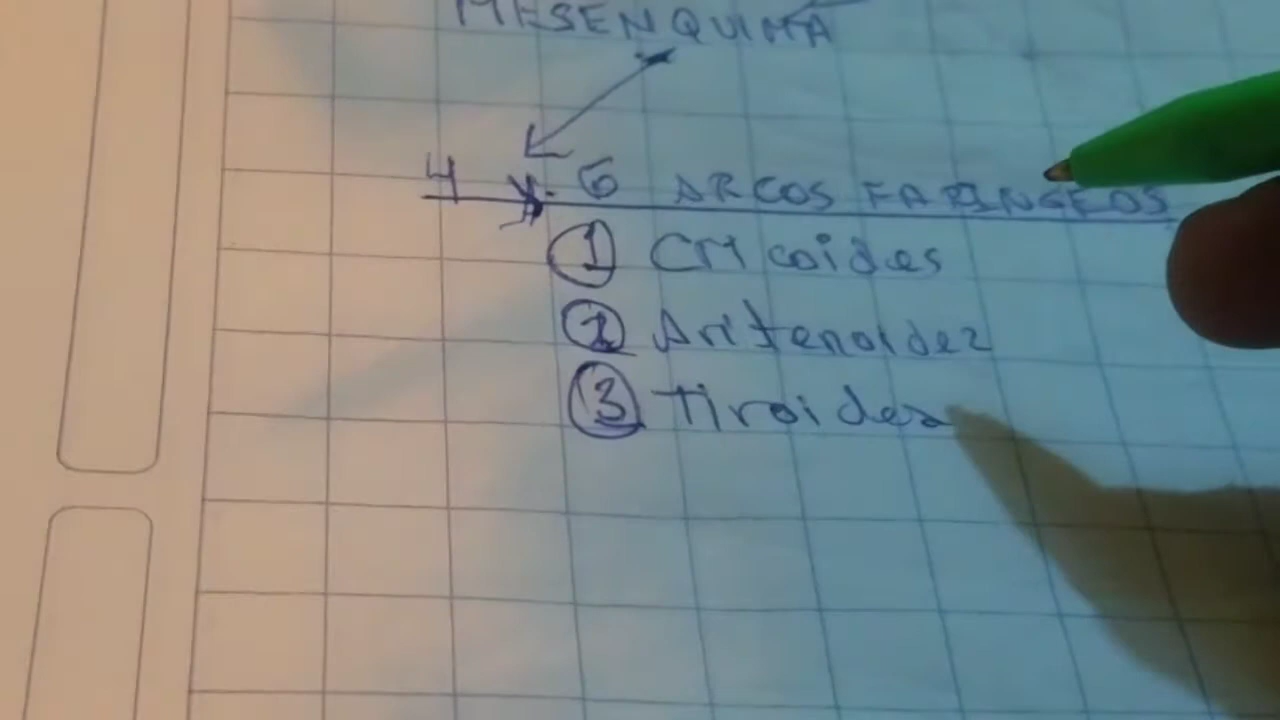 MESENQUIMA
4 y 6 ARCOS FARINGEOS
1 Cricoides
2 Aritenoides
3 Tiroides